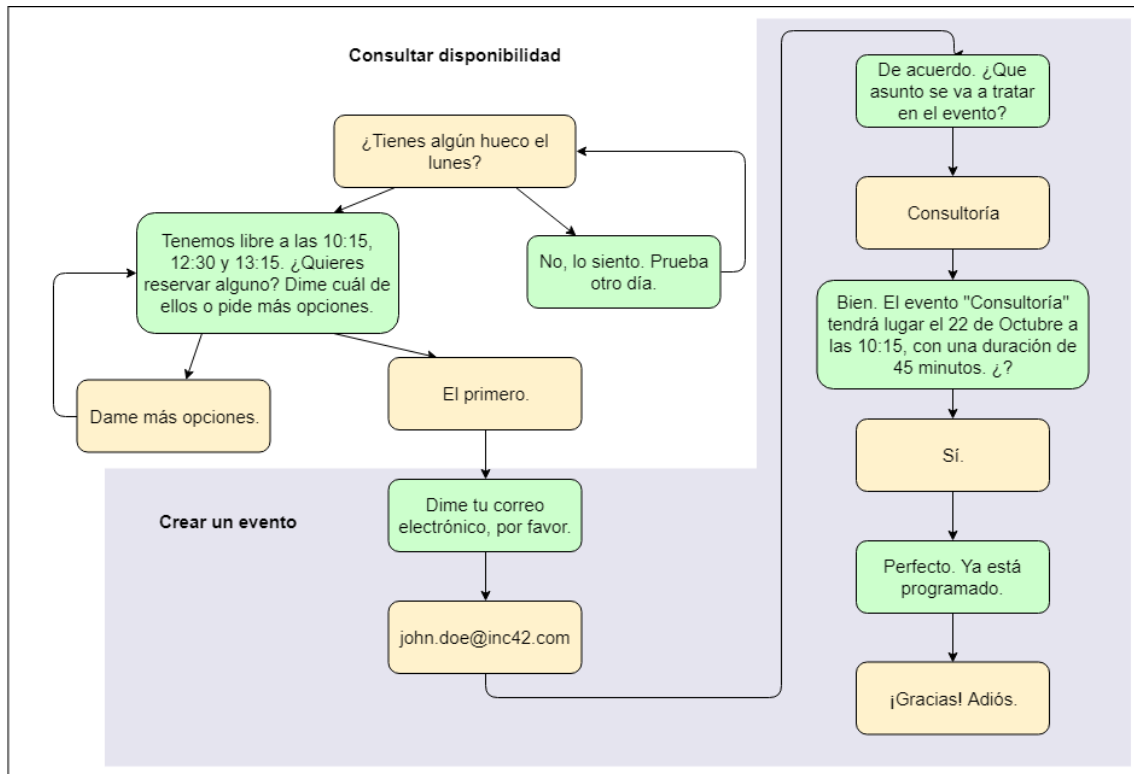 Consultar disponibilidad
¿Tienes algún hueco el
lunes?
Tenemos libre a las 10:15,
12:30 y 13:15. ¿Quieres
reservar alguno? Dime cuál de
ellos o pide más opciones.
No, lo siento. Prueba
otro día.
Dame más opciones.
El primero.
Crear un evento
Dime tu correo
electrónico, por favor.
john.doe@inc42.com
De acuerdo. ¿Que
asunto se va a tratar
en el evento?
Consultoría
Bien. El evento "Consultoría"
tendrá lugar el 22 de Octubre a
las 10:15, con una duración de
45 minutos. ¿?
Sí.
Perfecto. Ya está
programado.
¡Gracias! Adiós.